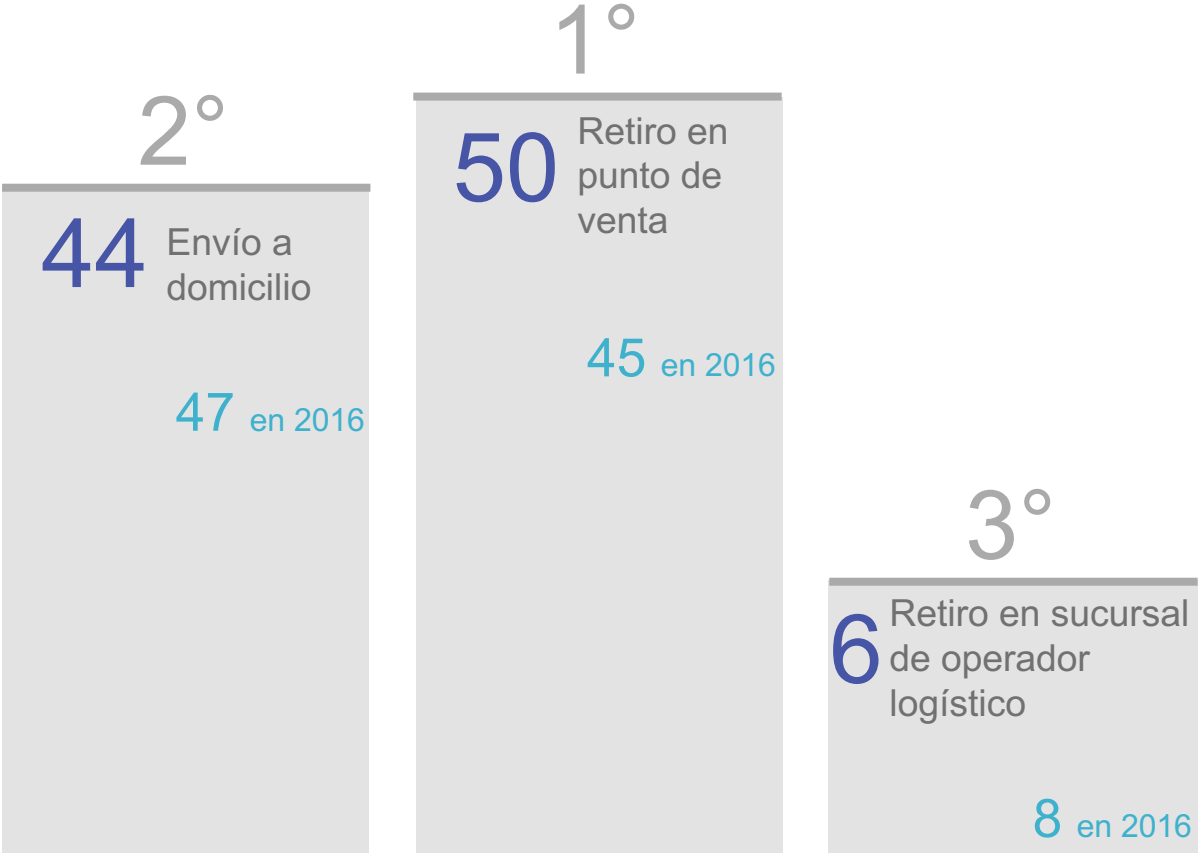 2°
44 Envío a
domicilio
47 en 2016
1°
50 Retiro en
punto de
venta
45 en 2016
3°
6 Retiro en sucursal
de operador
logístico
8 en 2016